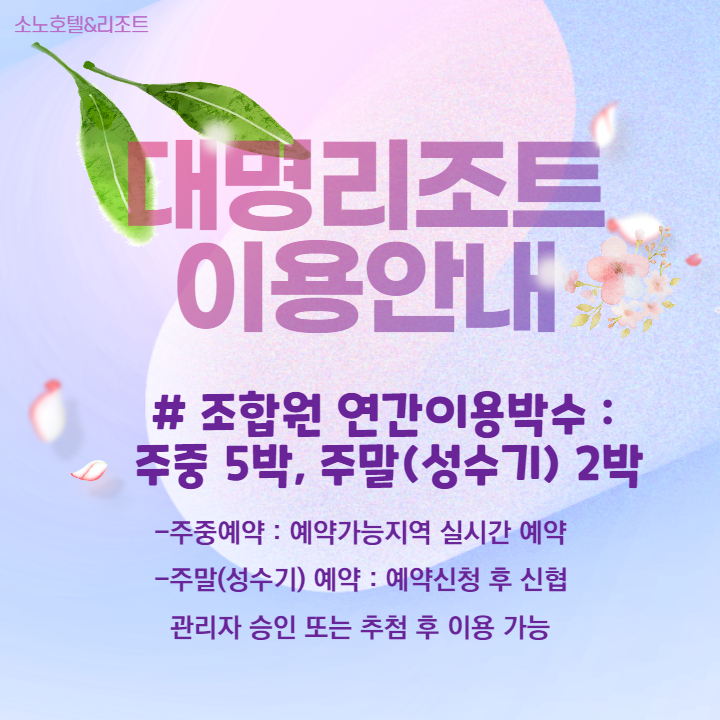 소노호텔&리조트
대명리조트
이용안내
# 조합원 연간이용박수 :
주중 5박, 주말(성수기) 2박
-주중예약 : 예약가능지역 실시간 예약
-주말(성수기) 예약 : 예약신청 후 신협
관리자 승인 또는 추첨 후 이용 가능